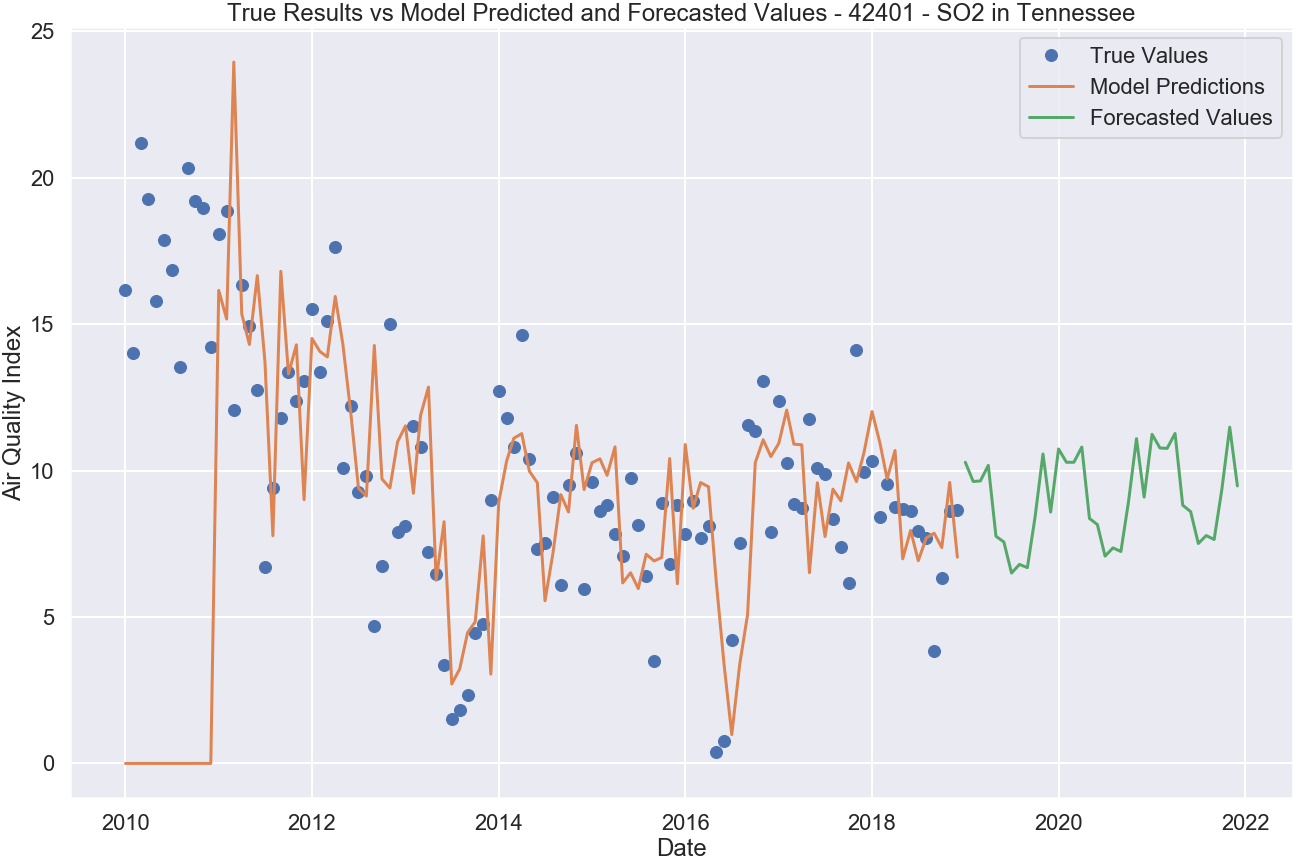 True Results vs Model Predicted and Forecasted Values - 42401 - SO2 in Tennessee
True Values
Model Predictions
Forecasted Values
Air Quality Index
25
20
15
10
5
0
2010 2012 2014 2016 2018 2020 2022
Date